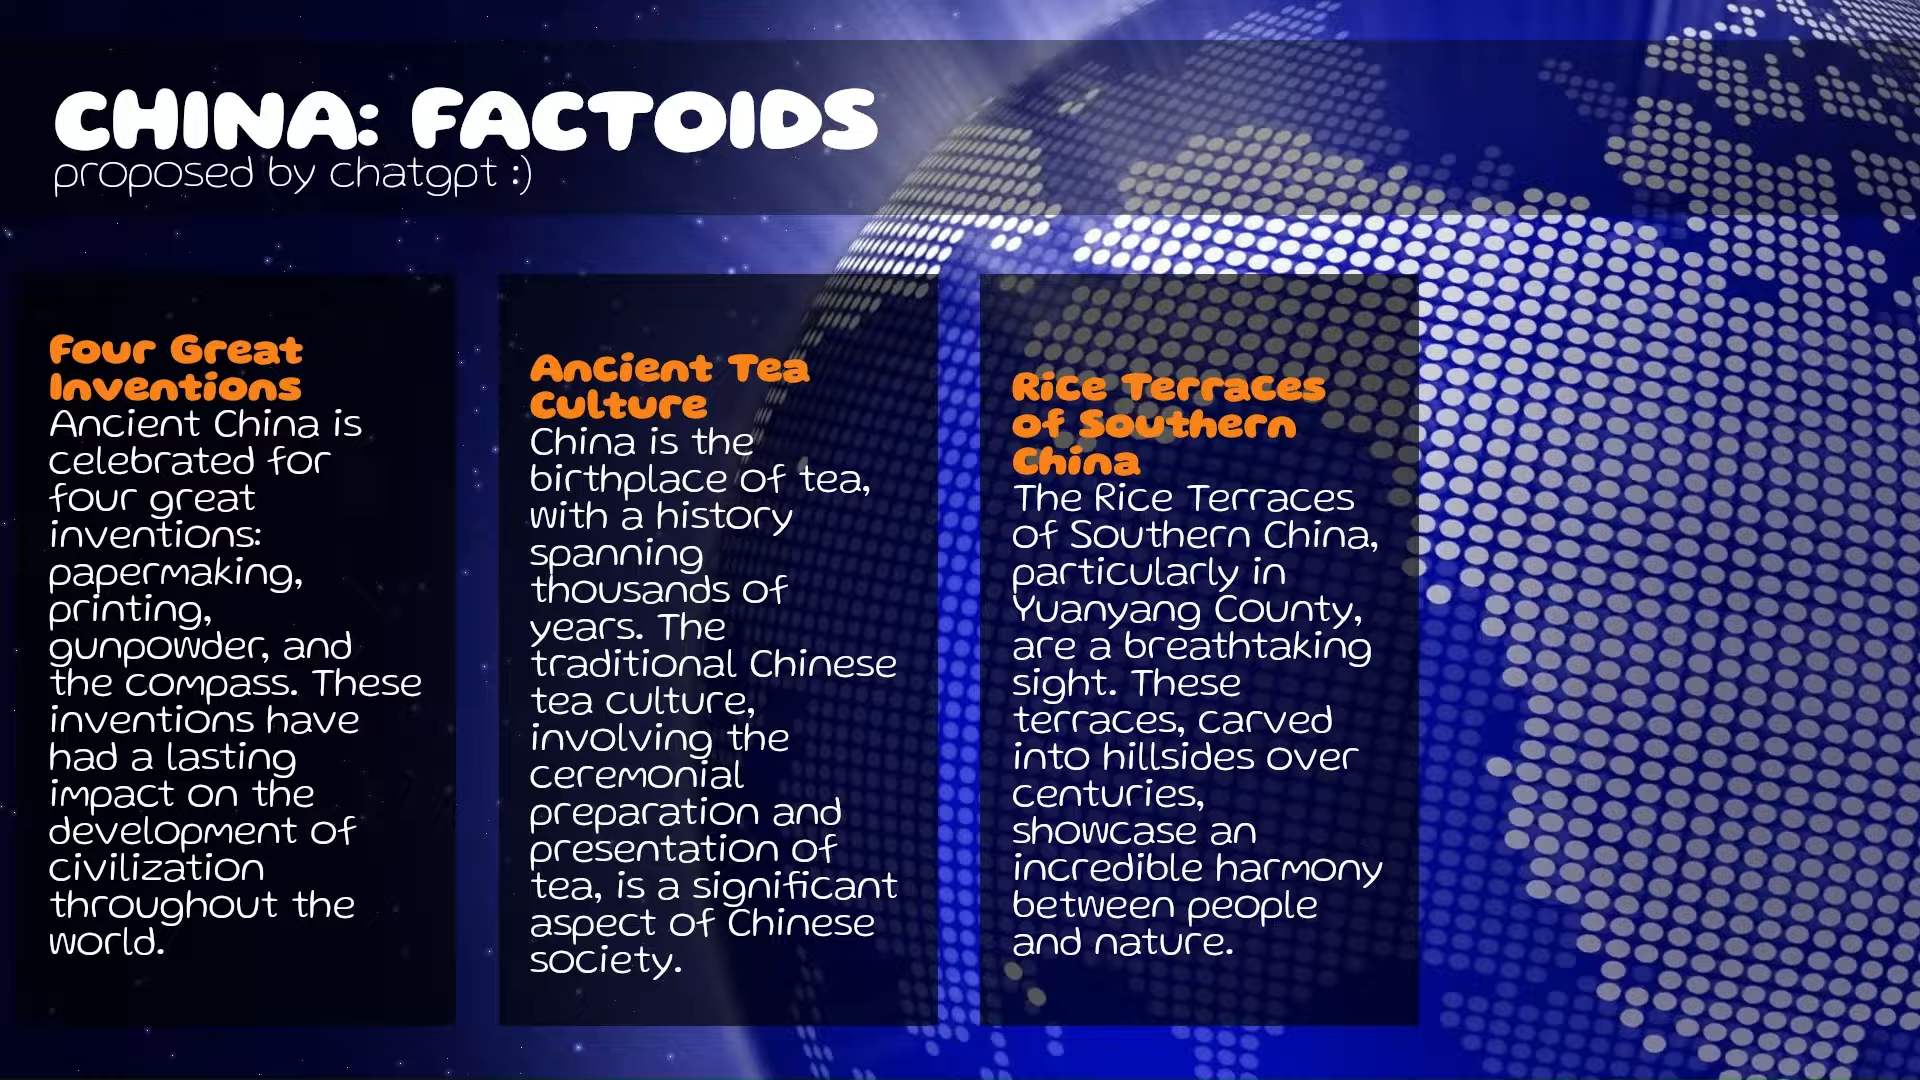 CHINA: FACTOIDS
proposed by chatgpt :)
Four Great
Inventions
Ancient China is
celebrated for
four great
inventions:
papermaking,
printing,
gunpowder, and
the compass. These
inventions have
had a lasting
impact on the
development of
civilization
throughout the
world.
Ancient Tea
Culture
China is the
birthplace of tea,
with a history
spanning
thousands of
years. The
traditional Chinese
tea culture,
involving the
ceremonial
preparation and
presentation of
tea, is a significant
aspect of Chinese
society.
Rice Terraces
of Southern
China
The Rice Terraces
of Southern China,
particularly in
Yuanyang County,
are a breathtaking
sight. These
terraces, carved
into hillsides over
centuries,
showcase an
incredible harmony
between people
and nature.